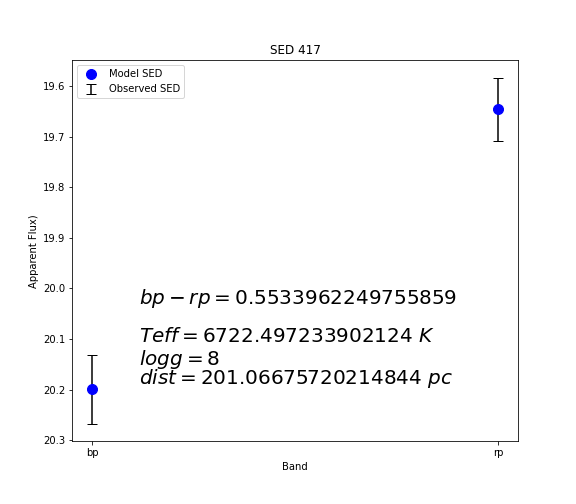 SED 417
Model SED
Observed SED
19.6
19.7
19.8
19.9
20.0
20.1
20.2
20.3
Apparent Flux)
bp − rp = 0.5533962249755859
Teff = 6722.497233902124 K
logg = 8
dist = 201.06675720214844 pc
bp
rp
Band